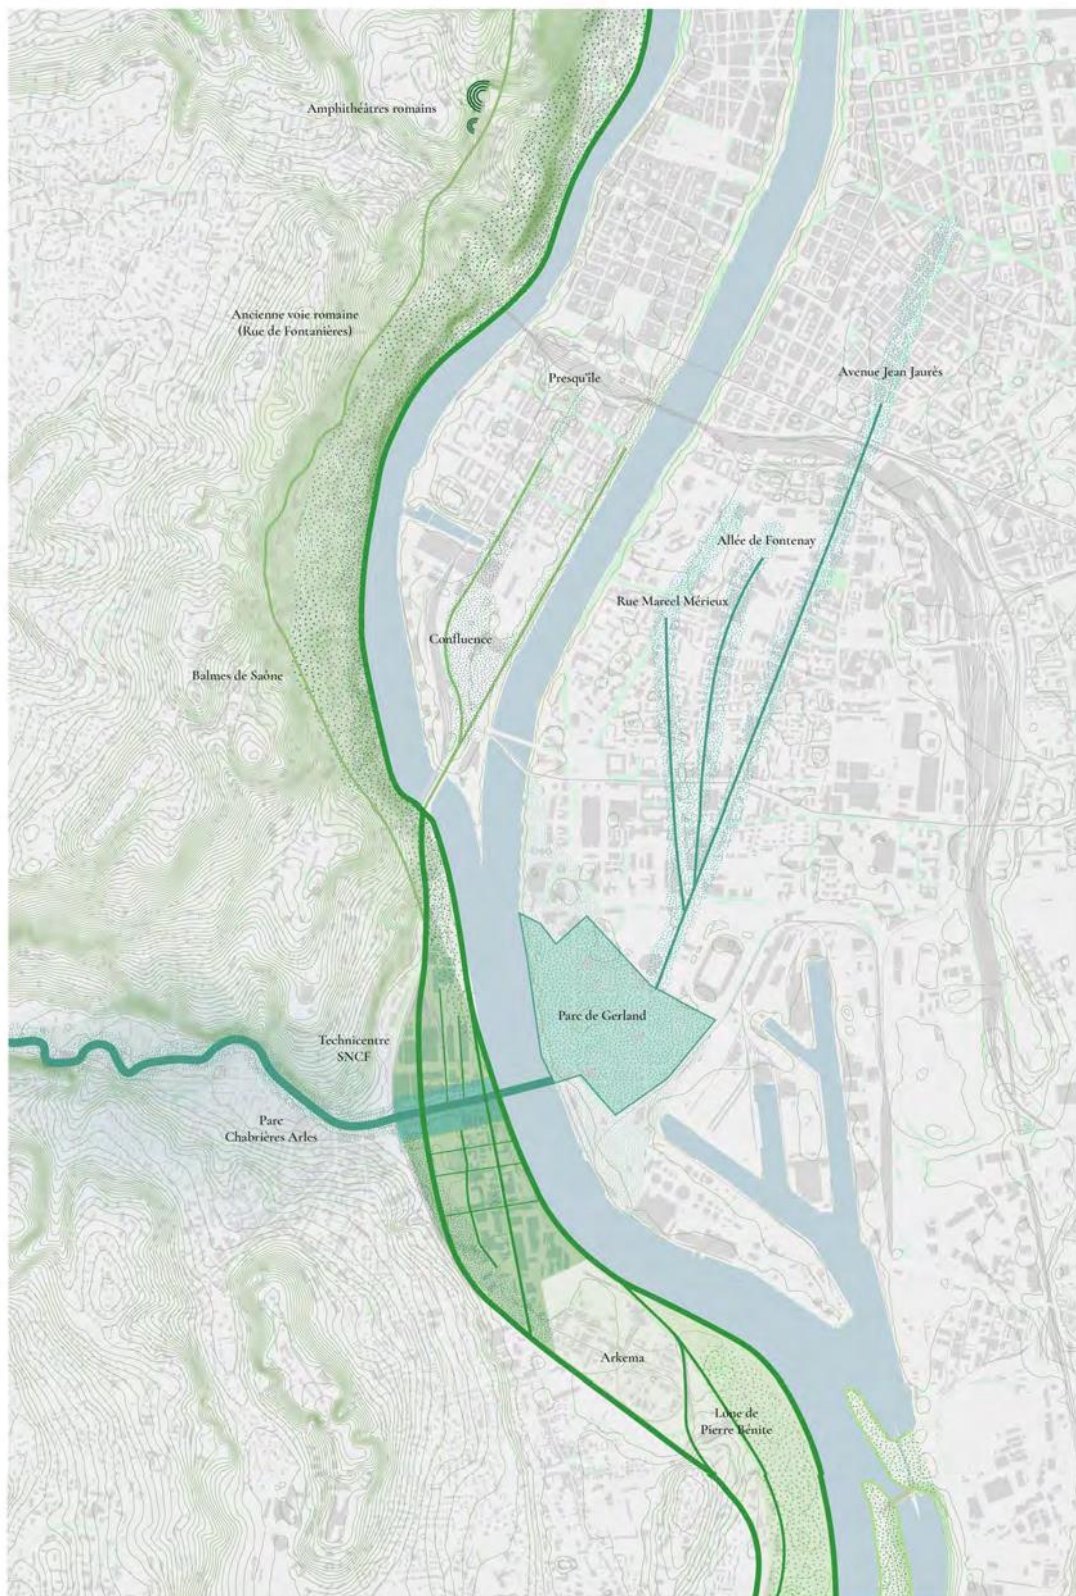 Amphithéâtres romains
Ancienne voie romaine
(Rue de Fontanières)
Presqu'île
Avenue Jean Jaurès
Allée de Fontenay
Rue Marcel Mérieux
Confluence
Balmes de Saône
Parc de Gerland
Technicentre
SNCF
Parc
Chabrières Arles
Arkema
Lône de
Pierre Bénite